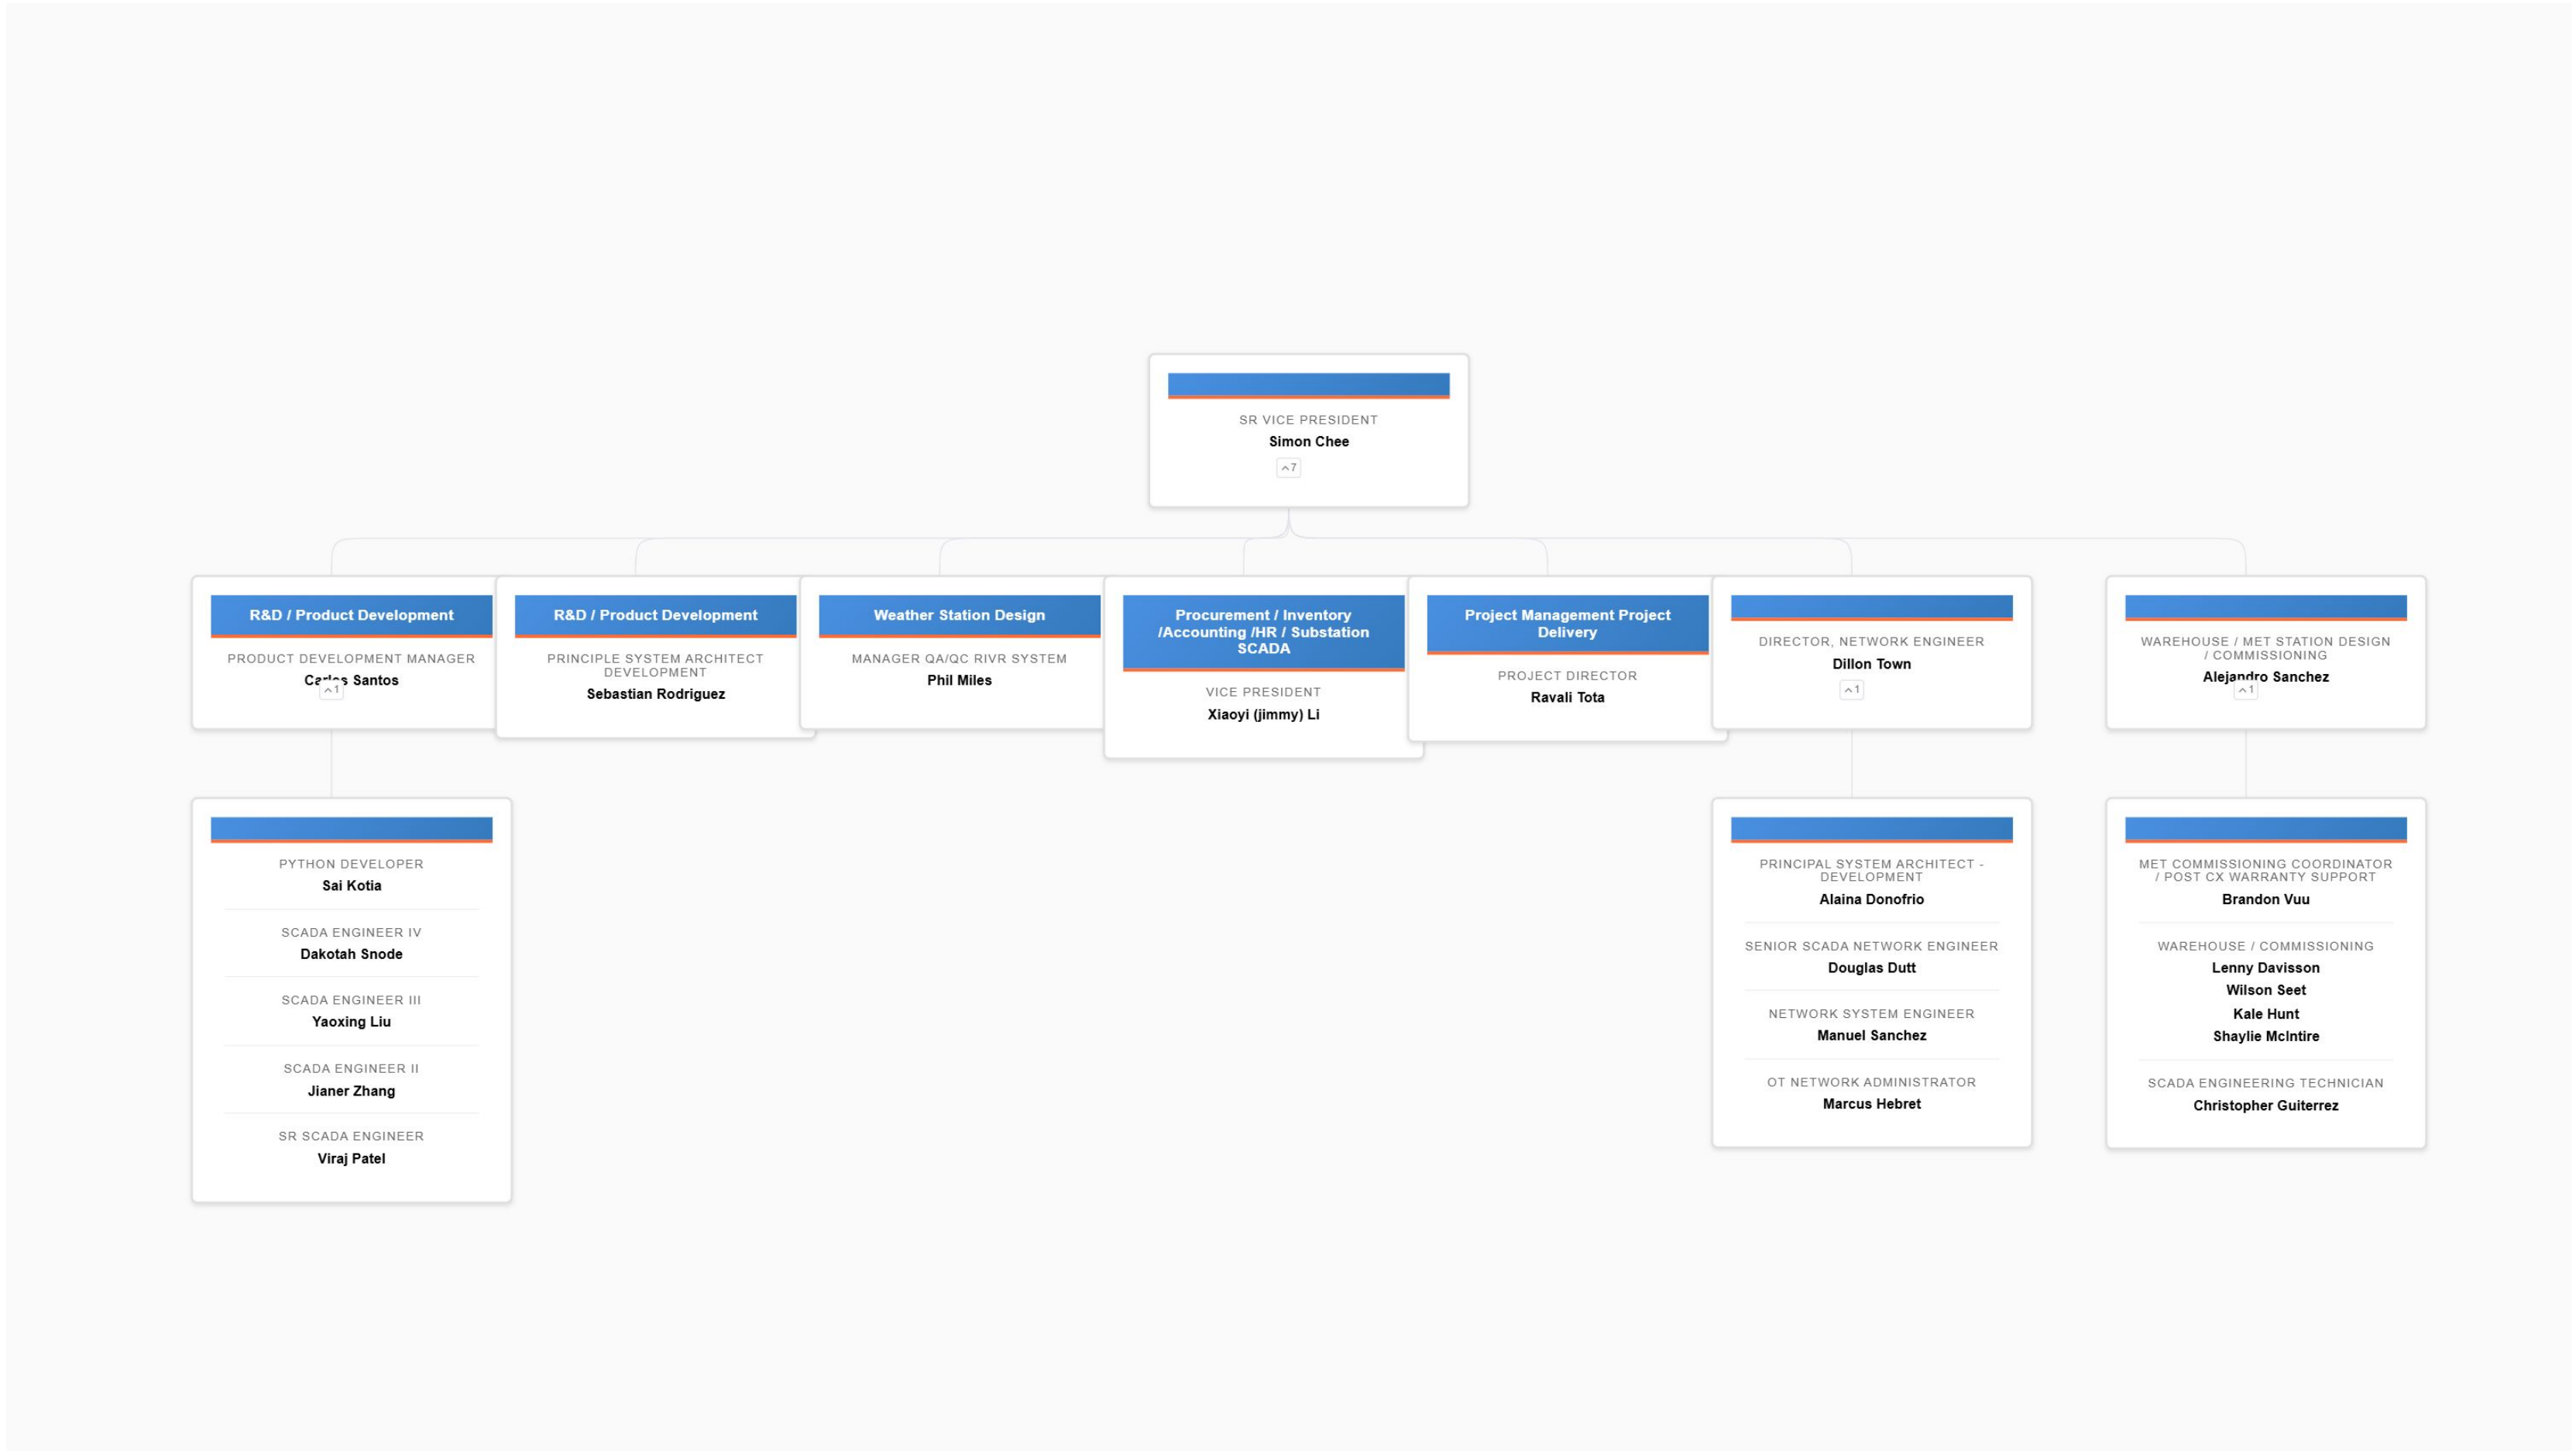 SR VICE PRESIDENT
Simon Chee
7
R&D / Product Development
PRODUCT DEVELOPMENT MANAGER
Carlos Santos
1
R&D / Product Development
PRINCIPLE SYSTEM ARCHITECT
DEVELOPMENT
Sebastian Rodriguez
Weather Station Design
MANAGER QA/QC RIVR SYSTEM
Phil Miles
Procurement / Inventory
/Accounting /HR / Substation
SCADA
VICE PRESIDENT
Xiaoyi (jimmy) Li
Project Management Project
Delivery
PROJECT DIRECTOR
Ravali Tota
DIRECTOR, NETWORK ENGINEER
Dillon Town
1
WAREHOUSE / MET STATION DESIGN
/ COMMISSIONING
Alejandro Sanchez
1
PYTHON DEVELOPER
Sai Kotia
SCADA ENGINEER IV
Dakotah Snode
SCADA ENGINEER III
Yaoxing Liu
SCADA ENGINEER II
Jianer Zhang
SR SCADA ENGINEER
Viraj Patel
PRINCIPAL SYSTEM ARCHITECT -
DEVELOPMENT
Alaina Donofrio
SENIOR SCADA NETWORK ENGINEER
Douglas Dutt
NETWORK SYSTEM ENGINEER
Manuel Sanchez
OT NETWORK ADMINISTRATOR
Marcus Hebret
MET COMMISSIONING COORDINATOR
/ POST CX WARRANTY SUPPORT
Brandon Vuu
WAREHOUSE / COMMISSIONING
Lenny Davisson
Wilson Seet
Kale Hunt
Shaylie McIntire
SCADA ENGINEERING TECHNICIAN
Christopher Guiterrez